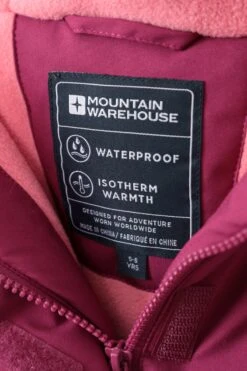 MOUNTAIN
WAREHOUSE
WATERPROOF
ISOTHERM
WARMTH
DESIGNED FOR ADVENTURE
WORN WORLDWIDE
MADE IN CHINA/ FABRIQUÉ EN CHINE
5-6
YRS